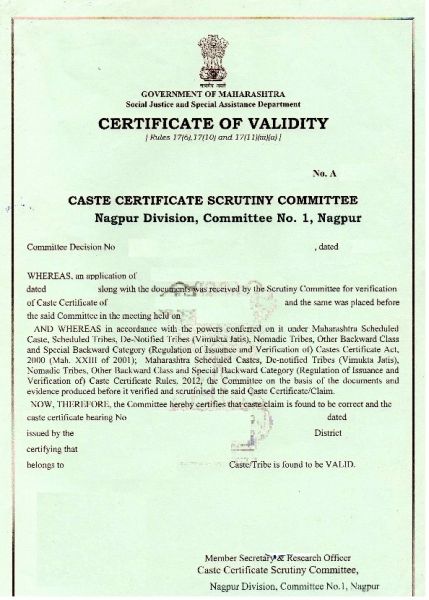 GOVERNMENT OF MAHARASHTRA
Social Justice and Special Assistance Department
CERTIFICATE OF VALIDITY
[ Rules 17(6),17(10) and 17(11)(iii)(a) ]
No. A
CASTE CERTIFICATE SCRUTINY COMMITTEE
Nagpur Division, Committee No. 1, Nagpur
Committee Decision No , dated
WHEREAS, an application of
dated along with the documents was received by the Scrutiny Committee for verification
of Caste Certificate of and the same was placed before
the said Committee in the meeting held on
AND WHEREAS in accordance with the powers conferred on it under Maharashtra Scheduled
Caste, Scheduled Tribes, De-Notified Tribes (Vimukta Jatis), Nomadic Tribes, Other Backward Class
and Special Backward Category (Regulation of Issuance and Verification of) Castes Certificate Act,
2000 (Mah. XXIII of 2001); Maharashtra Scheduled Castes, De-notified Tribes (Vimukta Jatis),
Nomadic Tribes, Other Backward Class and Special Backward Category (Regulation of Issuance and
Verification of) Caste Certificate Rules, 2012, the Committee on the basis of the documents and
evidence produced before it verified and scrutinised the said Caste Certificate/Claim.
NOW, THEREFORE, the Committee hereby certifies that caste claim is found to be correct and the
caste certificate bearing No dated
issued by the District
certifying that
belongs to Caste/Tribe is found to be VALID.
Member Secretary & Research Officer
Caste Certificate Scrutiny Committee,
Nagpur Division, Committee No.1, Nagpur